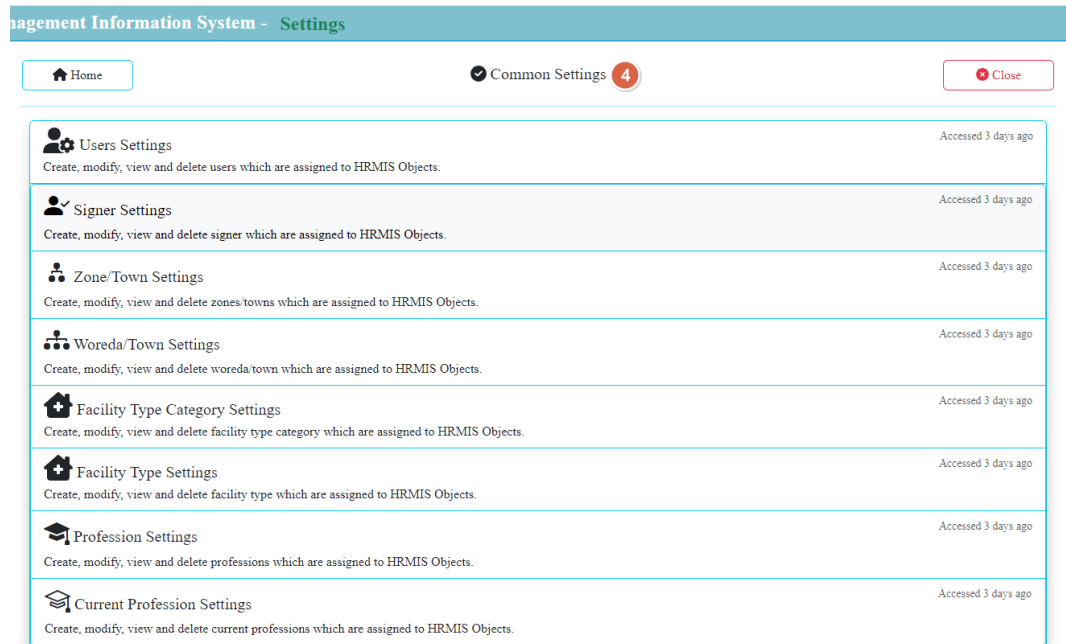 nagement Information System - Settings
Home
Common Settings 4
Close
Users Settings
Accessed 3 days ago
Create, modify, view and delete users which are assigned to HRMIS Objects.
Signer Settings
Accessed 3 days ago
Create, modify, view and delete signer which are assigned to HRMIS Objects.
Zone/Town Settings
Accessed 3 days ago
Create, modify, view and delete zones/towns which are assigned to HRMIS Objects.
Woreda/Town Settings
Accessed 3 days ago
Create, modify, view and delete woreda/town which are assigned to HRMIS Objects.
Facility Type Category Settings
Accessed 3 days ago
Create, modify, view and delete facility type category which are assigned to HRMIS Objects.
Facility Type Settings
Accessed 3 days ago
Create, modify, view and delete facility type which are assigned to HRMIS Objects.
Profession Settings
Accessed 3 days ago
Create, modify, view and delete professions which are assigned to HRMIS Objects.
Current Profession Settings
Accessed 3 days ago
Create, modify, view and delete current professions which are assigned to HRMIS Objects.